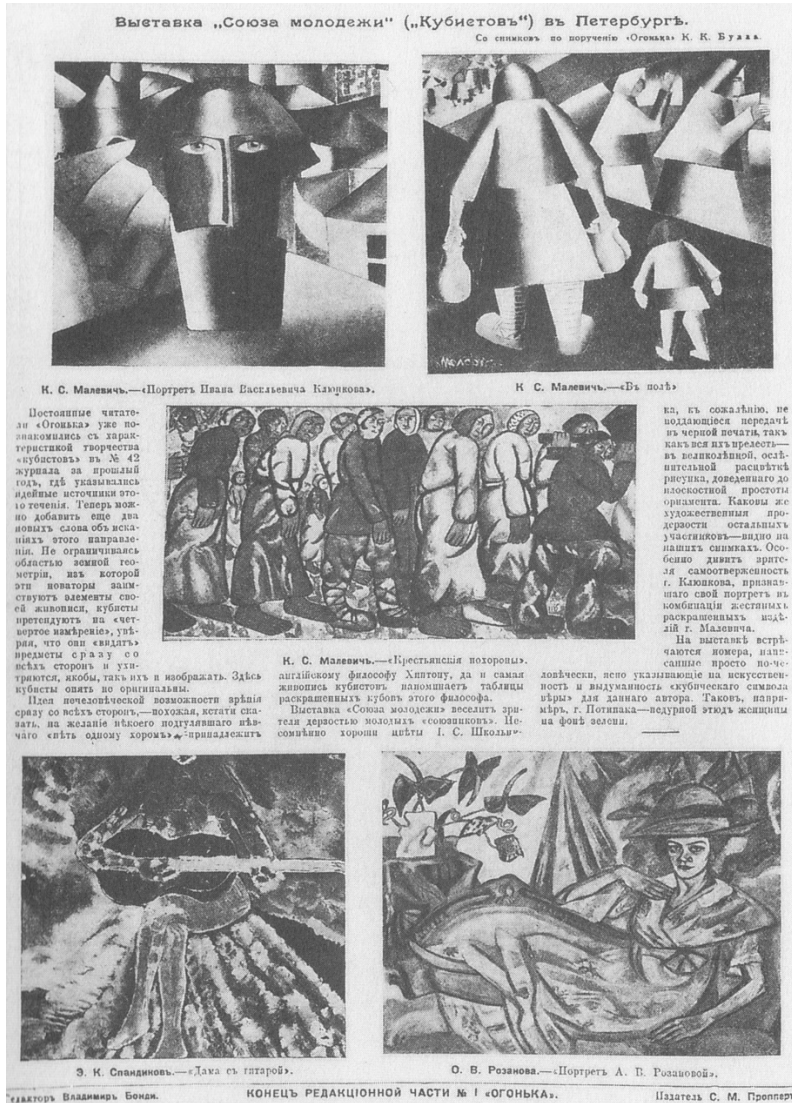 Выставка „Союза молодежи“ („Кубистовъ“) въ Петербургѣ.
Со снимковъ по порученію «Огонька» К. К. Булла.
К. С. Малевичъ.—«Портретъ Ивана Васильевича Клюнкова».
К. С. Малевичъ.—«Въ полѣ»
Постоянные читате-
ли «Огонька» уже по-
знакомились съ харак-
теристикой творчества
«кубистовъ» въ № 42
журнала за прошлый
годъ, гдѣ указывались
идейные источники это-
го теченія. Теперь мож-
но добавить еще два
новыхъ слова объ иска-
ніяхъ этого направле-
нія. Не ограничиваясь
областью земной гео-
метріи, изъ которой
эти новаторы заим-
ствуютъ элементы сво-
ей живописи, кубисты
претендуютъ на «чет-
вертое измѣреніе», увѣ-
ряя, что они «видятъ»
предметы сразу со
всѣхъ сторонъ и ухи-
тряются, якобы, такъ ихъ и изображать. Здѣсь
кубисты опять не оригинальны.
Идея нечеловѣческой возможности зрѣнія
сразу со всѣхъ сторонъ,—похожая, кстати ска-
зать, на желаніе нѣкоего подгулявшаго пѣв-
чаго «пѣть одному хоромъ»,—принадлежитъ
К. С. Малевичъ.—«Крестьянскія похороны».
англійскому философу Хинтону, да и самая
живопись кубистовъ напоминаетъ таблицы
раскрашенныхъ кубовъ этого философа.
Выставка «Союза молодежи» веселитъ зри-
теля дерзостью молодыхъ «союзниковъ». Не-
сомнѣнно хороши цвѣты І. С. Школьни-
ка, къ сожалѣнію, не
поддающіеся передачѣ
въ черной печати, такъ
какъ вся ихъ прелесть—
въ великолѣпной, ослѣ-
пительной расцвѣткѣ
рисунка, доведеннаго до
плоскостной простоты
орнамента. Каковы же
художественныя про-
дерзости остальныхъ
участниковъ—видно на
нашихъ снимкахъ. Осо-
бенно дивитъ зрите-
ля самоотверженность
г. Клюнкова, признав-
шаго свой портретъ въ
комбинаціи жестяныхъ
раскрашенныхъ издѣ-
лій г. Малевича.
На выставкѣ встрѣ-
чаются номера, напи-
санные просто по-че-
ловѣчески, ясно указывающіе на искусствен-
ность и выдуманность «кубическаго символа
вѣры» для даннаго автора. Таковъ, напри-
мѣръ, г. Потипака—недурной этюдъ женщины
на фонѣ зелени.
Э. К. Спандиковъ.—«Дама съ гитарой».
О. В. Розанова.—«Портретъ А. В. Розановой».
Редакторъ Владимиръ Бонди.
КОНЕЦЪ РЕДАКЦІОННОЙ ЧАСТИ № 1 «ОГОНЬКА».
Издатель С. М. Пропперъ